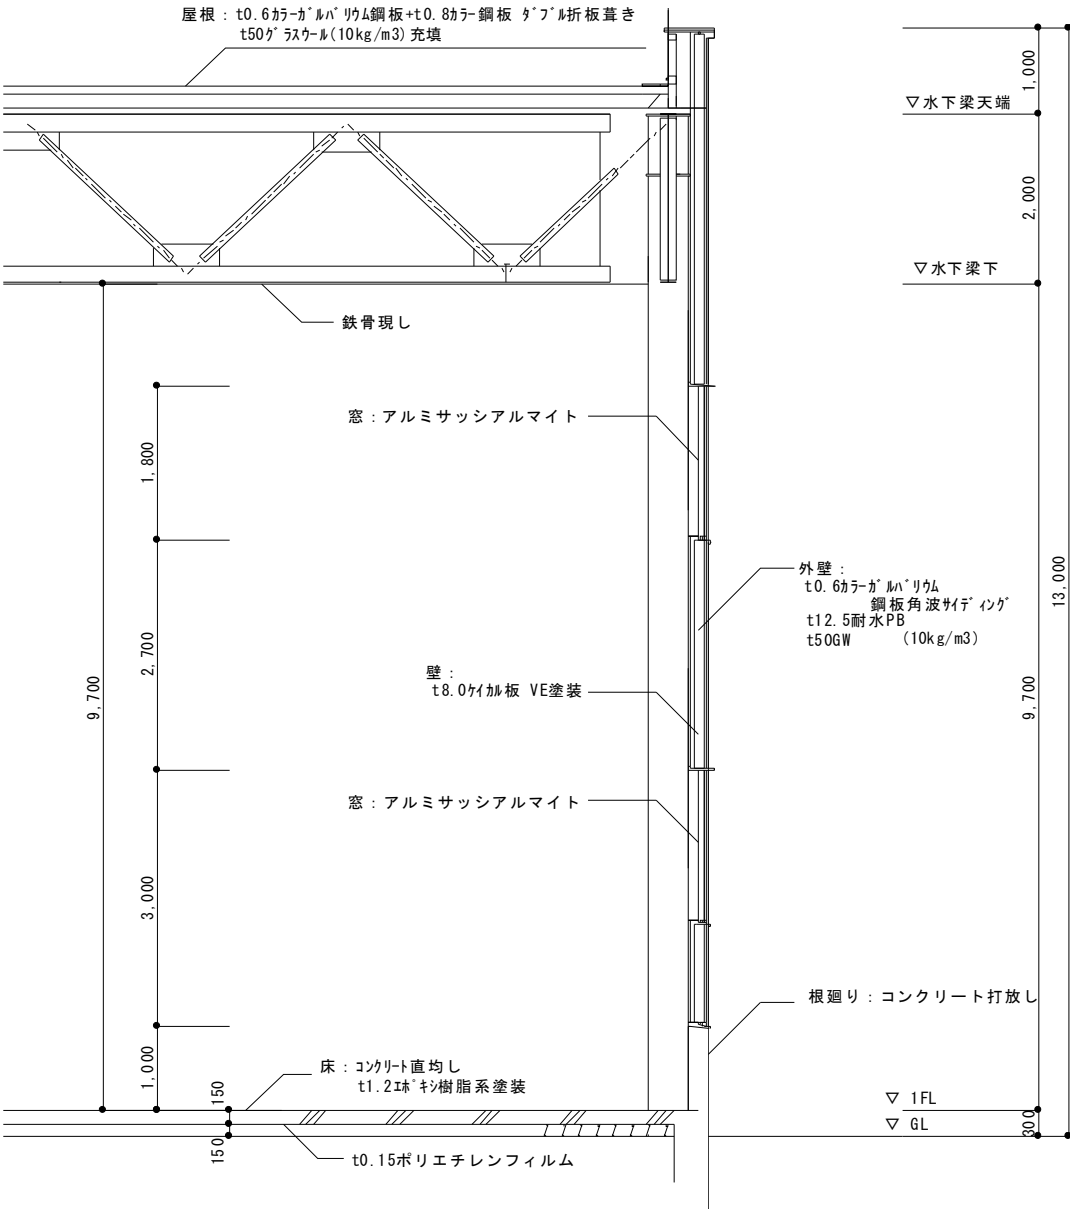 屋根：t0.6ｶﾗｰｶﾞﾙﾊﾞﾘｳﾑ鋼板+t0.8ｶﾗｰ鋼板 ﾀﾞﾌﾞﾙ折板葺き
t50ｸﾞﾗｽｳｰﾙ(10kg/m3)充填
1,000
▽水下梁天端
2,000
▽水下梁下
鉄骨現し
窓：アルミサッシアルマイト
1,800
外壁：
t0.6ｶﾗｰｶﾞﾙﾊﾞﾘｳﾑ
鋼板角波ｻｲﾃﾞｨﾝｸﾞ
t12.5耐水PB
t50GW (10kg/m3)
13,000
2,700
壁：
t8.0ｹｲｶﾙ板 VE塗装
9,700
9,700
窓：アルミサッシアルマイト
3,000
根廻り：コンクリート打放し
1,000
床：ｺﾝｸﾘｰﾄ直均し
t1.2ｴﾎﾟｷｼ樹脂系塗装
150
▽ 1FL
▽ GL
300
150
t0.15ポリエチレンフィルム